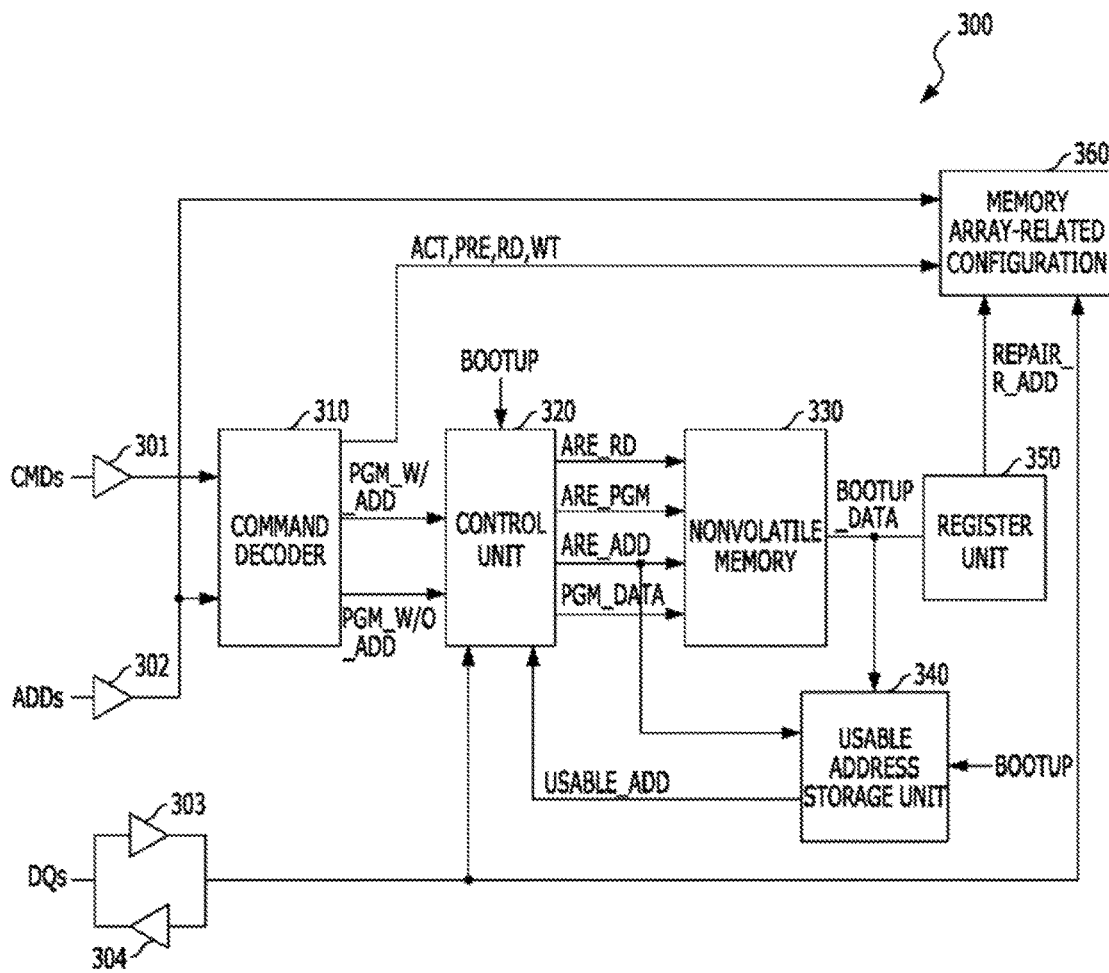 300
360
MEMORY
ARRAY-RELATED
CONFIGURATION
ACT,PRE,RD,WT
REPAIR_
R_ADD
BOOTUP
310
320
330
350
301
CMDs
COMMAND
DECODER
PGM_W/
_ADD
PGM_W/O
_ADD
CONTROL
UNIT
ARE_RD
ARE_PGM
ARE_ADD
PGM_DATA
NONVOLATILE
MEMORY
BOOTUP
_DATA
REGISTER
UNIT
302
ADDs
340
USABLE
ADDRESS
STORAGE UNIT
BOOTUP
USABLE_ADD
303
DQs
304